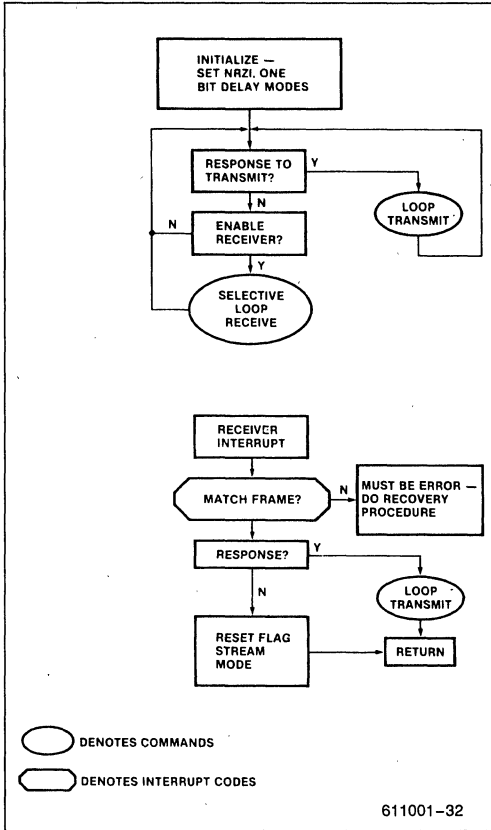 INITIALIZE —
SET NRZI, ONE
BIT DELAY MODES
RESPONSE TO
TRANSMIT?
Y
LOOP
TRANSMIT
N
N
ENABLE
RECEIVER?
Y
SELECTIVE
LOOP
RECEIVE
RECEIVER
INTERRUPT
MATCH FRAME?
N
MUST BE ERROR —
DO RECOVERY
PROCEDURE
RESPONSE?
Y
LOOP
TRANSMIT
N
RESET FLAG
STREAM
MODE
RETURN
DENOTES COMMANDS
DENOTES INTERRUPT CODES
611001-32